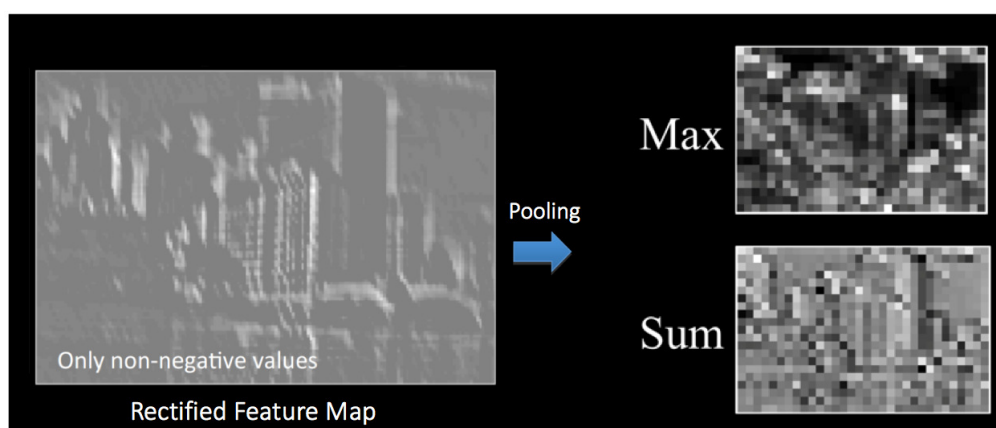 Only non-negative values
Rectified Feature Map
Pooling
Max
Sum